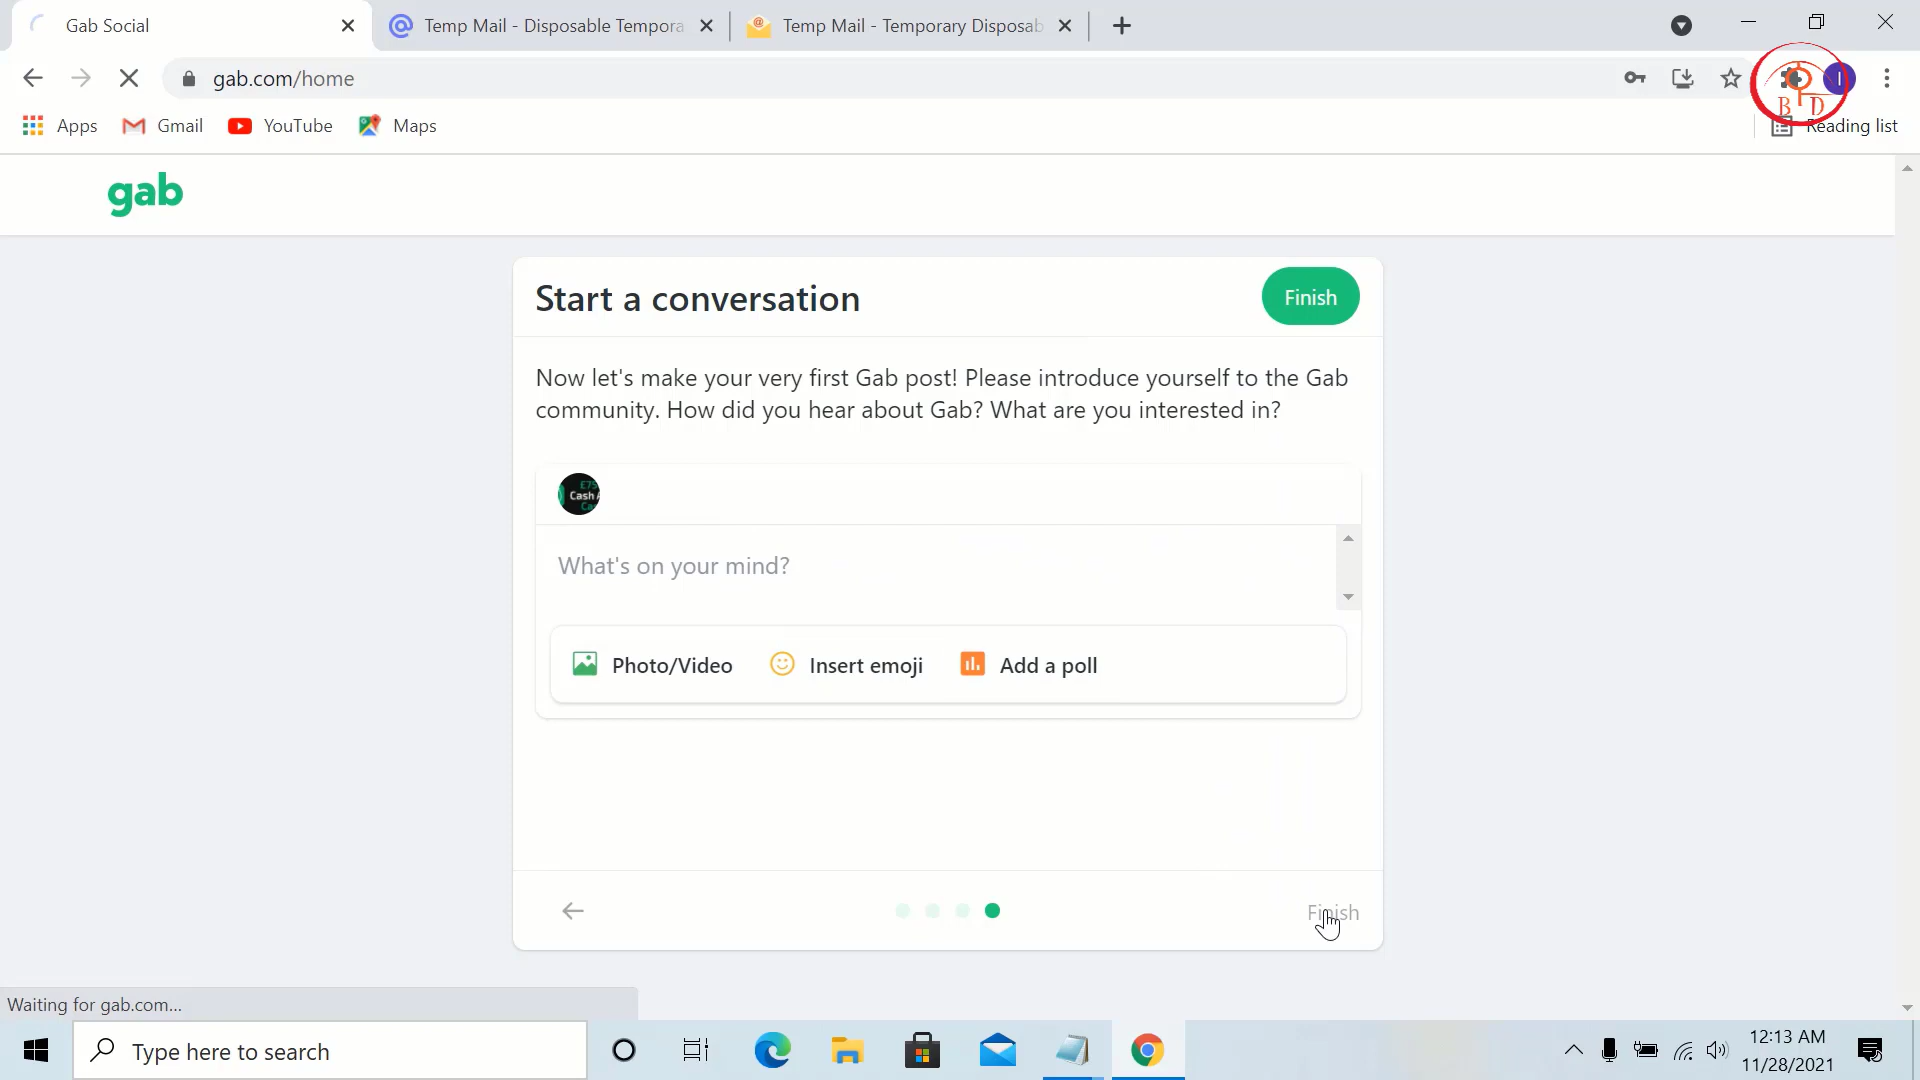 Gab Social
Temp Mail - Disposable Tempora
Temp Mail - Temporary Disposab
gab.com/home
I
B D
Apps
Gmail
YouTube
Maps
Reading list
gab
Start a conversation
Finish
Now let's make your very first Gab post! Please introduce yourself to the Gab
community. How did you hear about Gab? What are you interested in?
£75
Cash A
Ca
What's on your mind?
Photo/Video
Insert emoji
Add a poll
Finish
Waiting for gab.com...
Type here to search
12:13 AM
11/28/2021